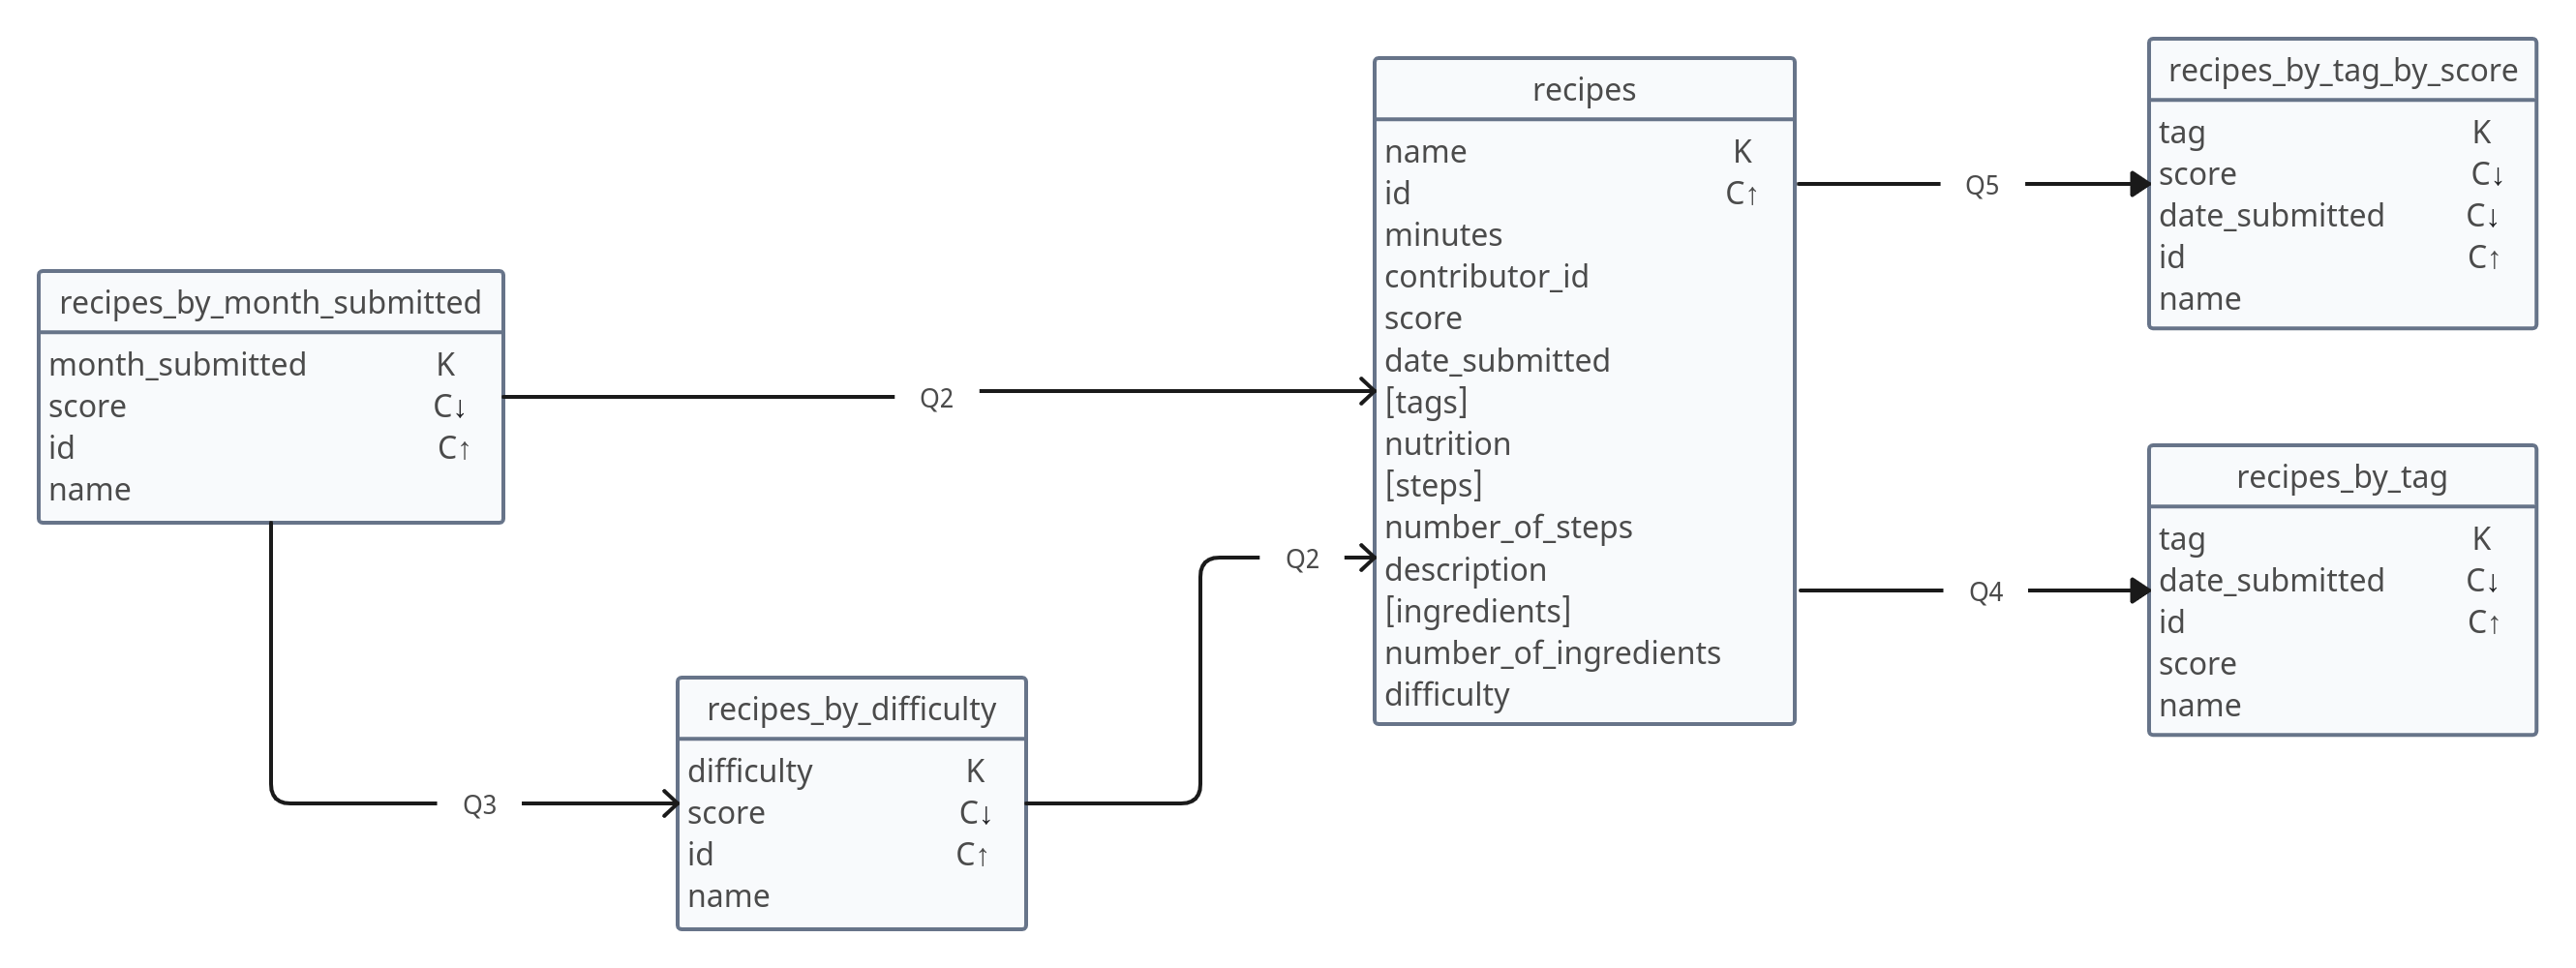 recipes_by_month_submitted
month_submitted K
score C↓
id C↑
name
Q2
Q3
recipes_by_difficulty
difficulty K
score C↓
id C↑
name
Q2
recipes
name K
id C↑
minutes
contributor_id
score
date_submitted
[tags]
nutrition
[steps]
number_of_steps
description
[ingredients]
number_of_ingredients
difficulty
Q5
recipes_by_tag_by_score
tag K
score C↓
date_submitted C↓
id C↑
name
Q4
recipes_by_tag
tag K
date_submitted C↓
id C↑
score
name